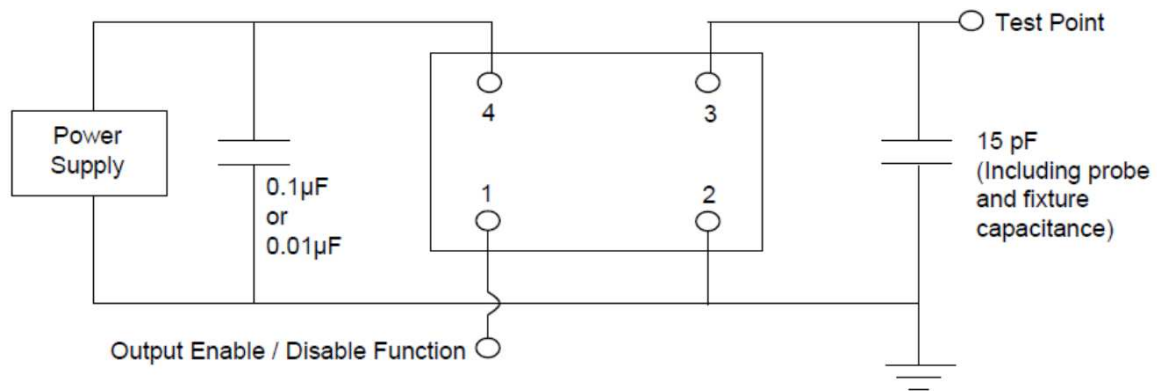 Test Point
4
3
Power
Supply
15 pF
(Including probe
and fixture
capacitance)
0.1µF
or
0.01µF
1
2
Output Enable / Disable Function